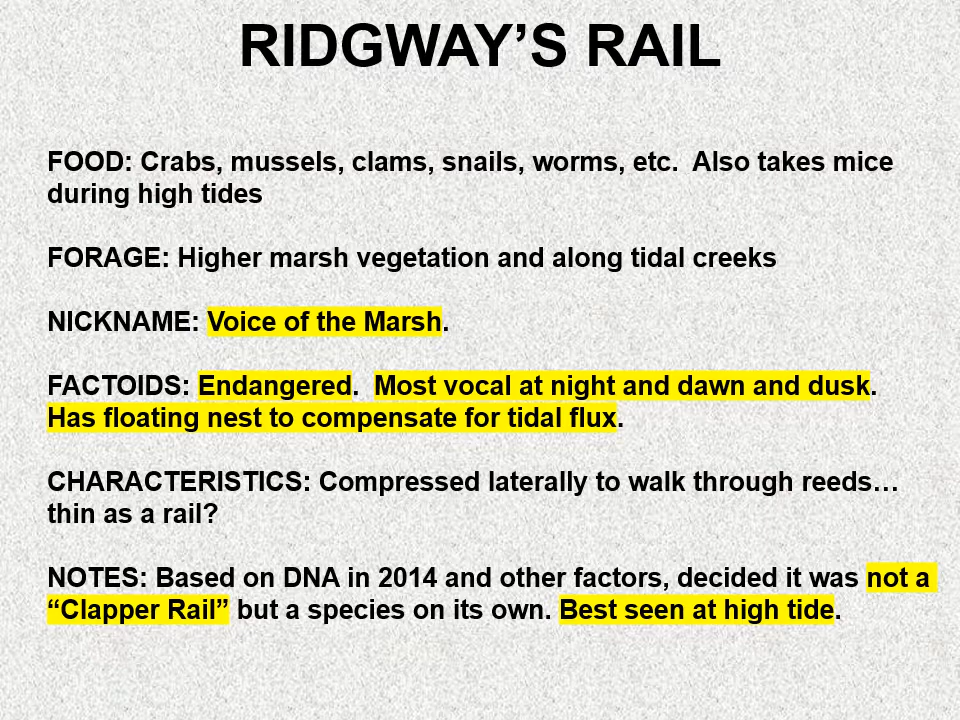 RIDGWAY’S RAIL
FOOD: Crabs, mussels, clams, snails, worms, etc.  Also takes mice
during high tides
FORAGE: Higher marsh vegetation and along tidal creeks
NICKNAME: Voice of the Marsh.
FACTOIDS: Endangered.  Most vocal at night and dawn and dusk.
Has floating nest to compensate for tidal flux.
CHARACTERISTICS: Compressed laterally to walk through reeds…
thin as a rail?
NOTES: Based on DNA in 2014 and other factors, decided it was not a
“Clapper Rail” but a species on its own. Best seen at high tide.